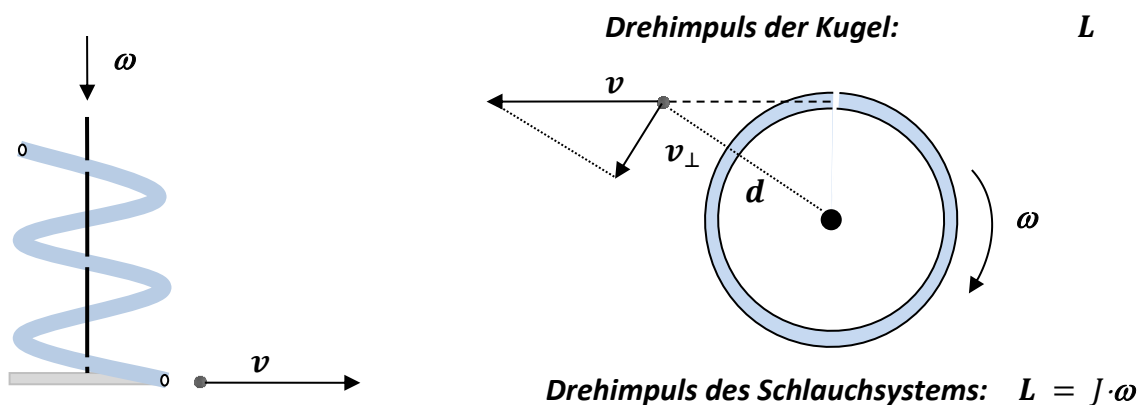 Drehimpuls der Kugel: L
ω
v
v⊥
d
ω
v
Drehimpuls des Schlauchsystems: L = J·ω